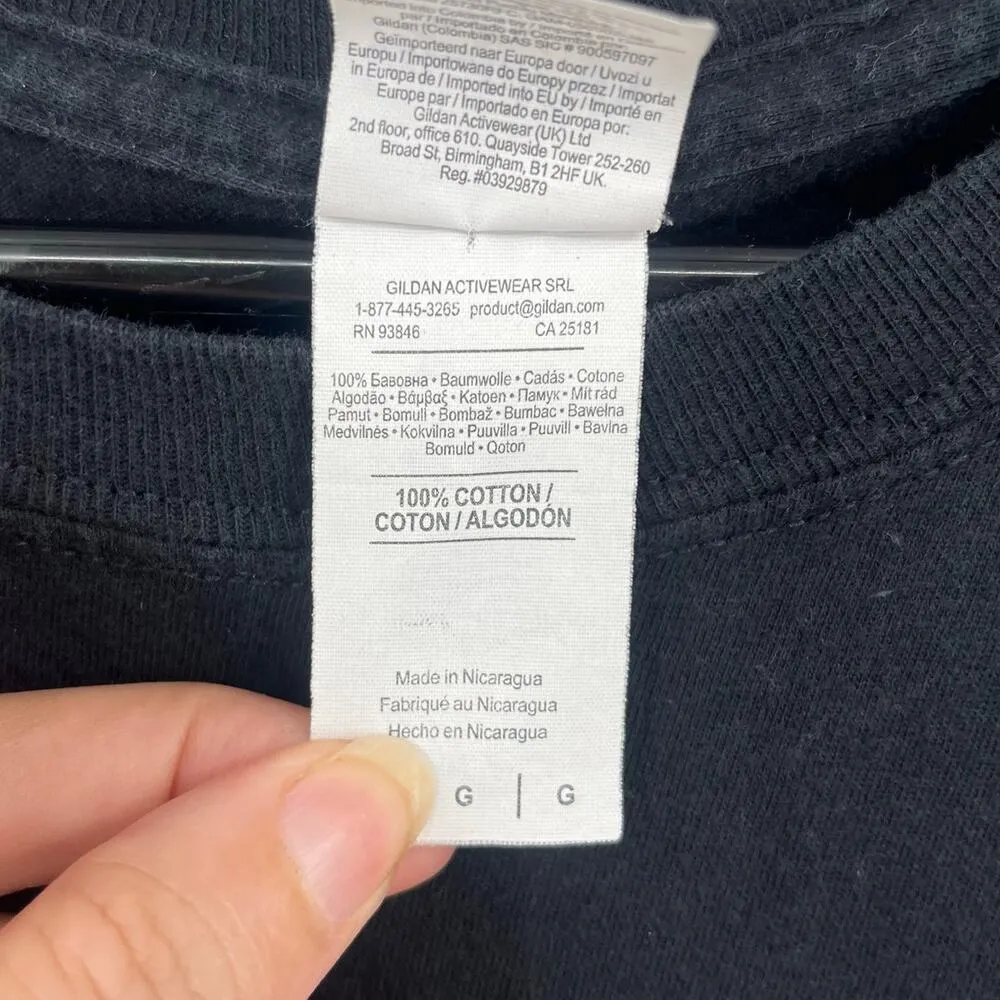 par / Importado en Colombia
Gildan (Colombia) SAS SIC # 900597097
Geïmporteerd naar Europa door / Uvozi u
Europu / Importowane do Europy przez / Importat
in Europa de / Imported into EU by / Importé en
Europe par / Importado en Europa por:
Gildan Activewear (UK) Ltd
2nd floor, office 610. Quayside Tower 252-260
Broad St, Birmingham, B1 2HF UK.
Reg. #03929879
GILDAN ACTIVEWEAR SRL
1-877-445-3265 product@gildan.com
RN 93846 CA 25181
100% Бавовна • Baumwolle • Cadás • Cotone
Algodão • Βάμβαξ • Katoen • Памук • Mít rád
Pamut • Bomull • Bombaž • Bumbac • Bawełna
Medvilnės • Kokvilna • Puuvilla • Puuvill • Bavlna
Bomuld • Qoton
100% COTTON /
COTON / ALGODÓN
Made in Nicaragua
Fabriqué au Nicaragua
Hecho en Nicaragua
G | G